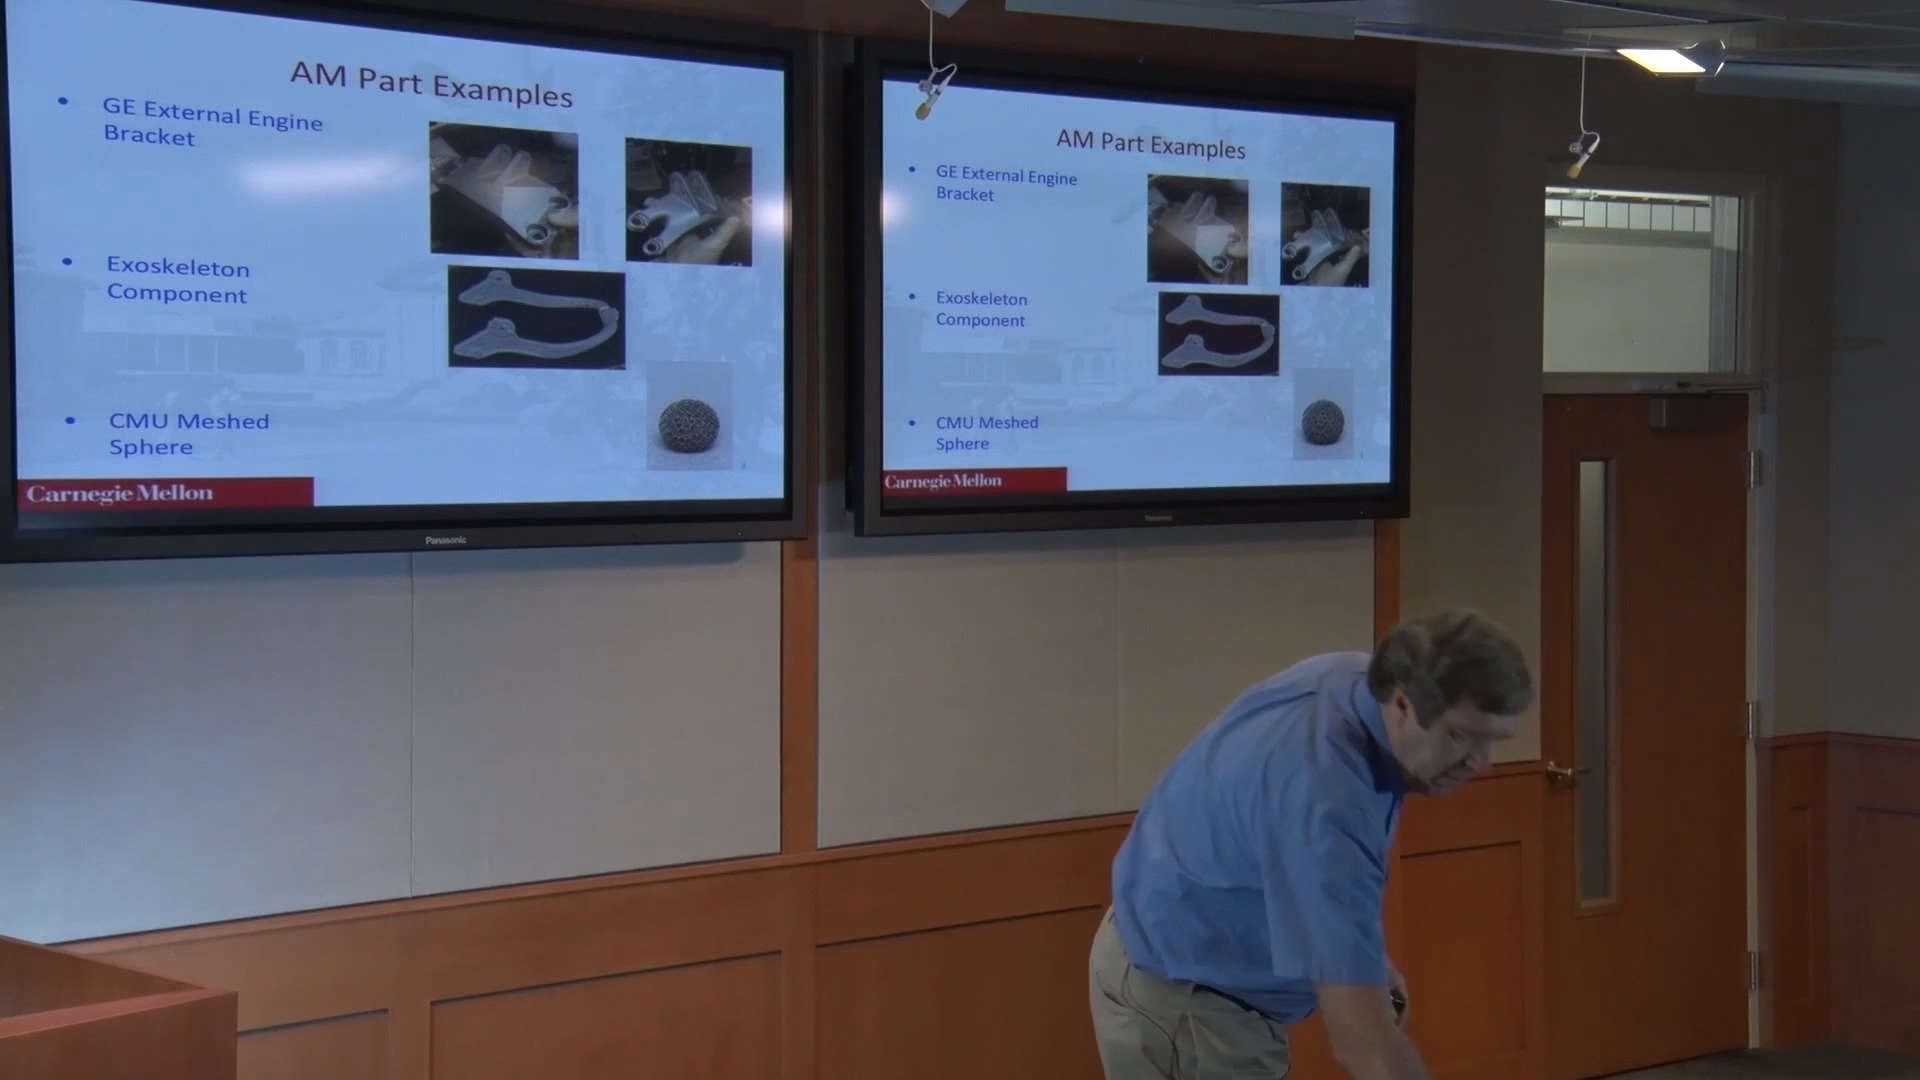 AM Part Examples
• GE External Engine
Bracket
• Exoskeleton
Component
• CMU Meshed
Sphere
Carnegie Mellon
Panasonic
AM Part Examples
• GE External Engine
Bracket
• Exoskeleton
Component
• CMU Meshed
Sphere
Carnegie Mellon
Panasonic